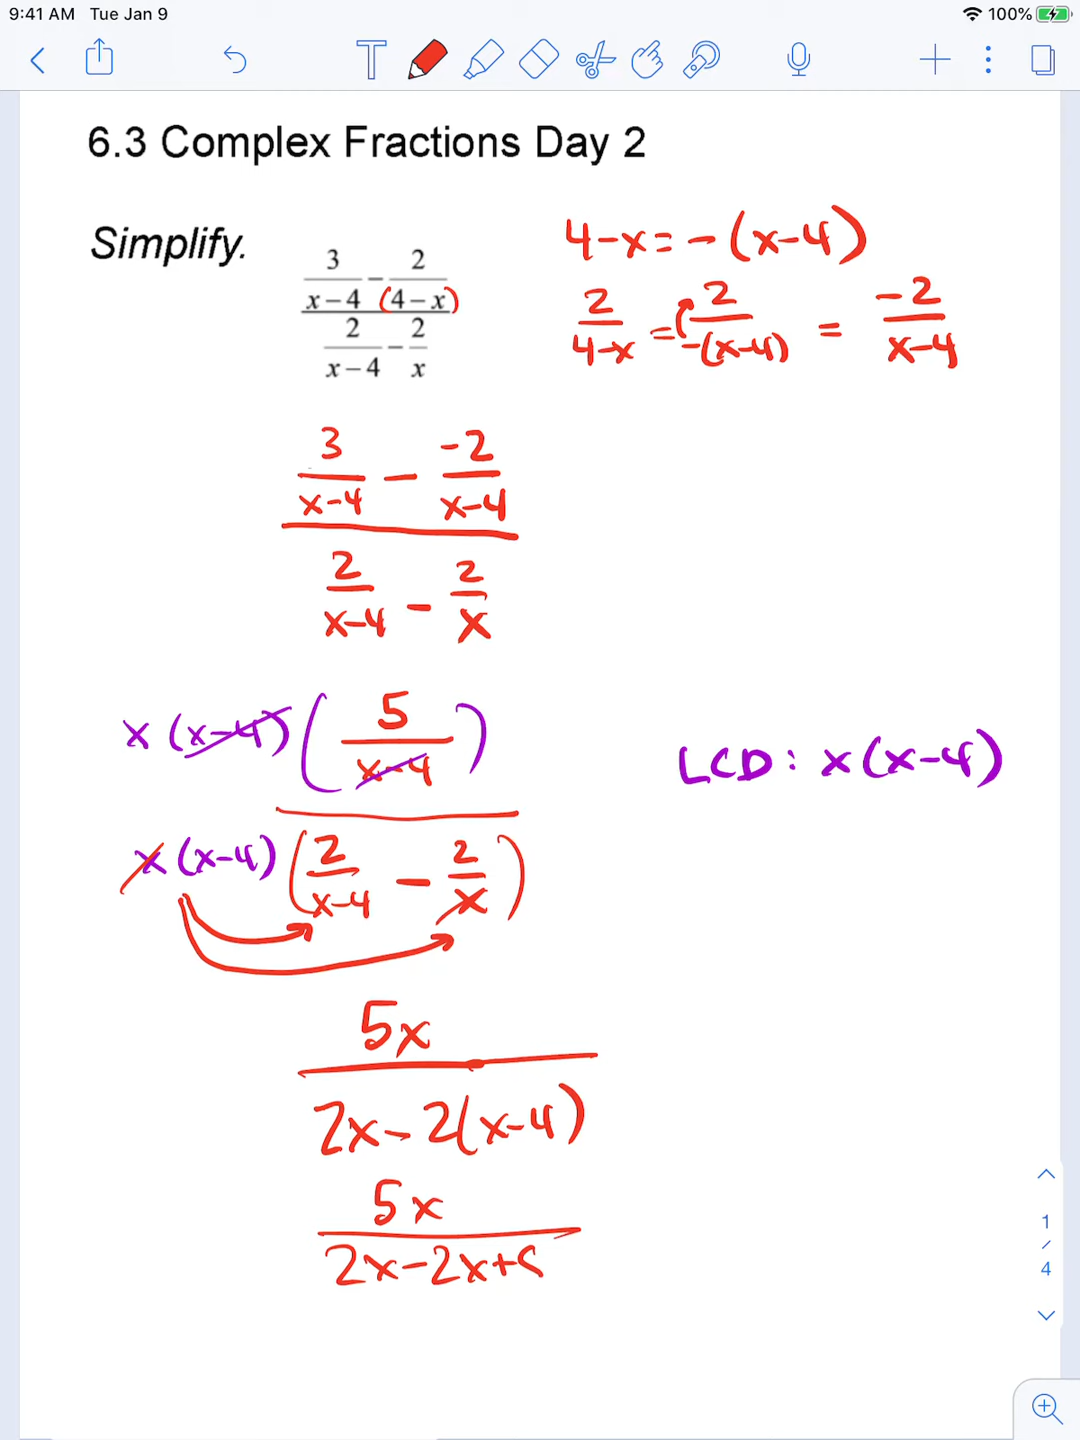 9:41 AM Tue Jan 9 100%
6.3 Complex Fractions Day 2
Simplify.
3/(x-4) - 2/(4-x)
2/(x-4) - 2/x
4-x = -(x-4)
2/(4-x) = 2/(-(x-4)) = -2/(x-4)
3/(x-4) - -2/(x-4)
2/(x-4) - 2/x
x(x-4) (5/(x-4))
x(x-4) (2/(x-4) - 2/x)
LCD: x(x-4)
5x
2x-2(x-4)
5x
2x-2x+
1/4